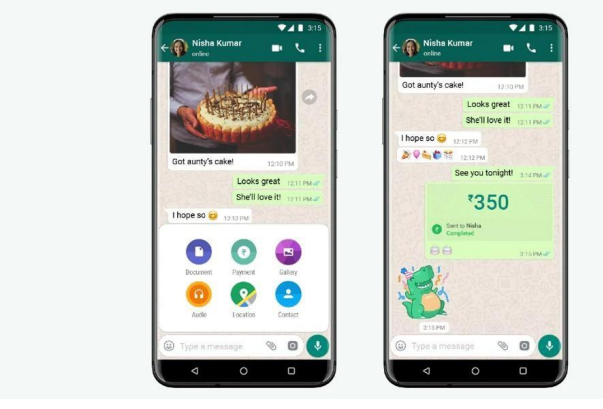 3:15
Nisha Kumar
online
Got aunty's cake!
12:10 PM
Looks great 12:11 PM
She'll love it! 12:11 PM
I hope so 😊 12:12 PM
Document Payment Gallery
Audio Location Contact
Type a message
3:15
Nisha Kumar
online
Got aunty's cake!
12:10 PM
Looks great 12:11 PM
She'll love it! 12:11 PM
I hope so 😊 12:12 PM
12:12 PM
See you tonight! 3:14 PM
₹350
Sent to Nisha
Completed
3:15 PM
3:15 PM
Type a message